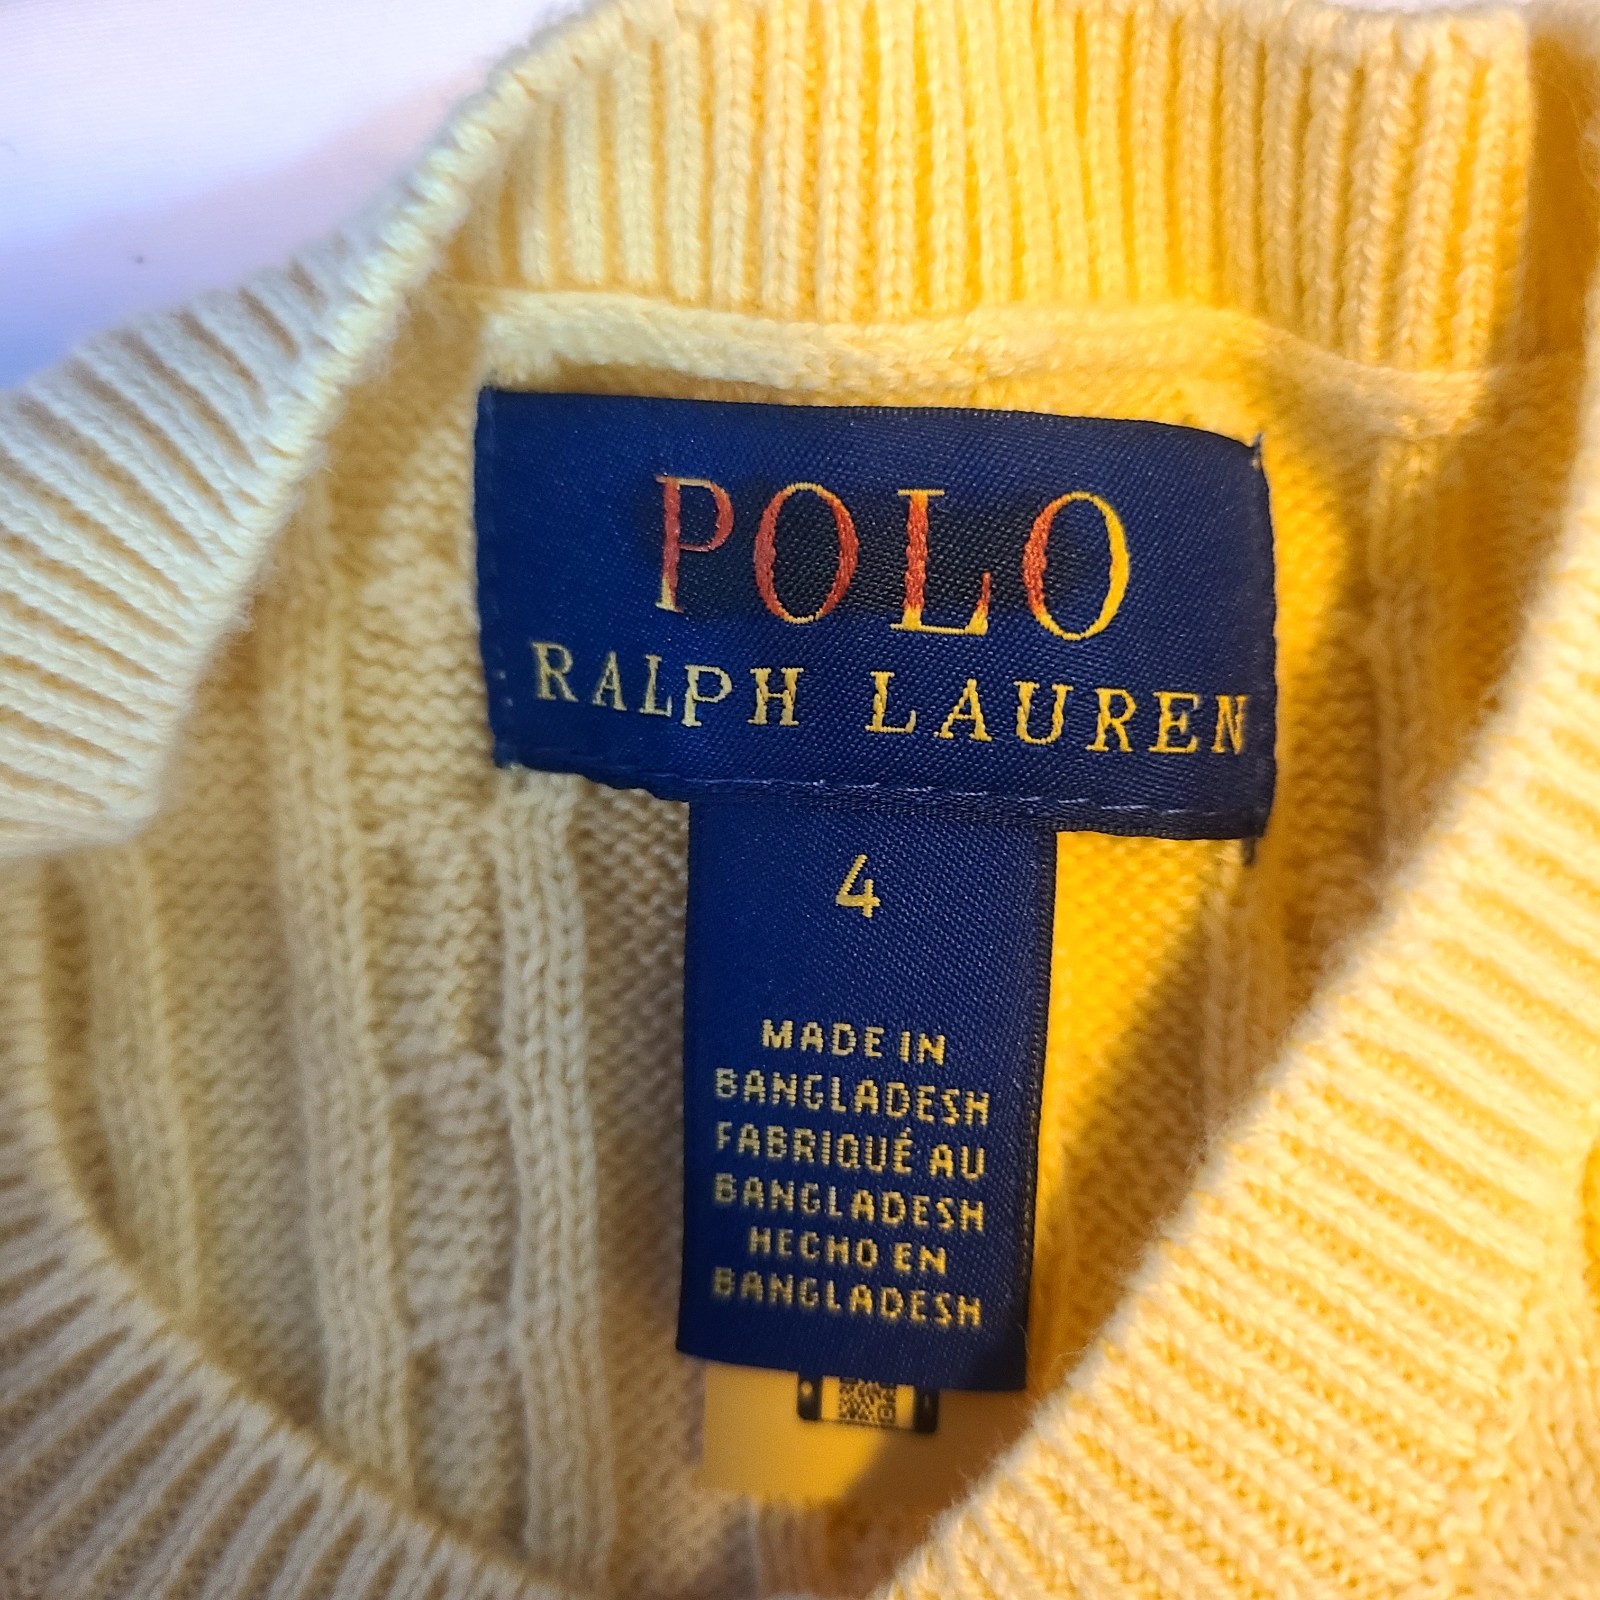 POLO
RALPH LAUREN
4
MADE IN
BANGLADESH
FABRIQUÉ AU
BANGLADESH
HECHO EN
BANGLADESH